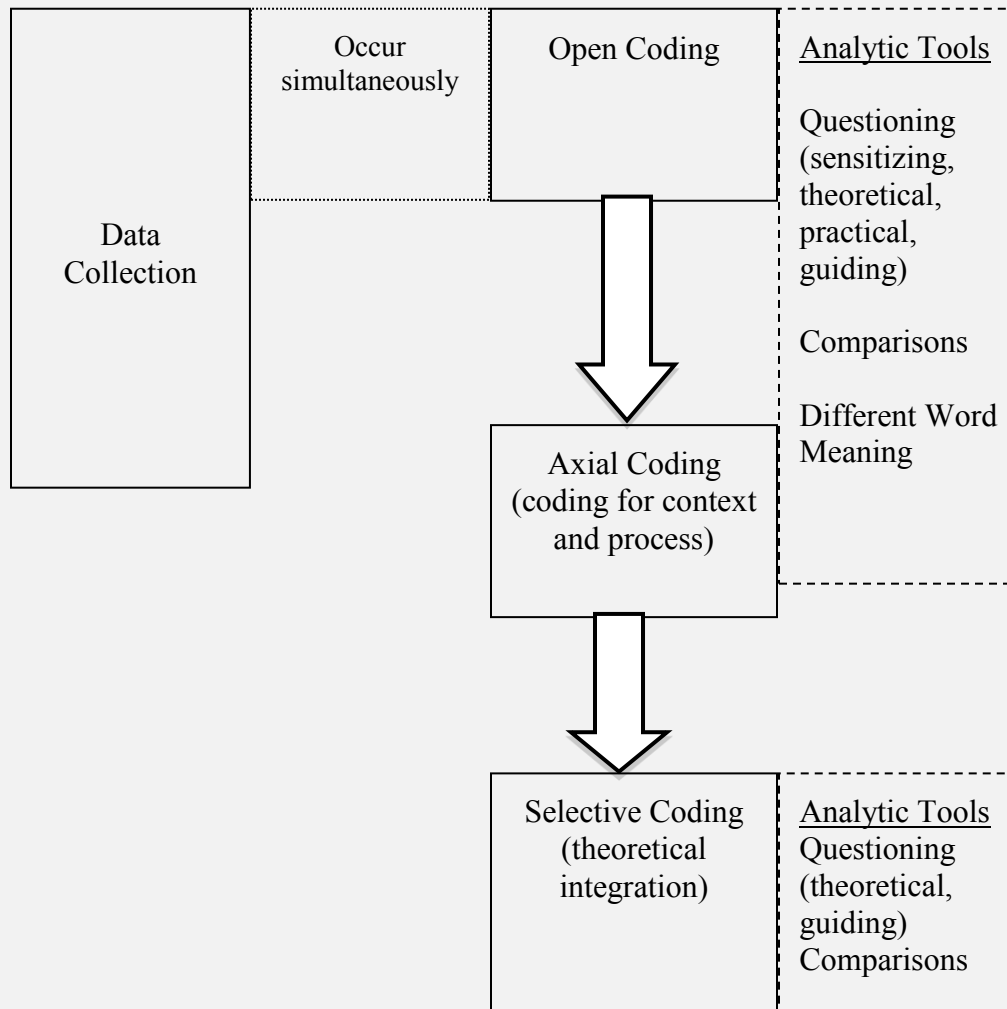 Data
Collection
Occur
simultaneously
Open Coding
Analytic Tools
Questioning
(sensitizing,
theoretical,
practical,
guiding)
Comparisons
Different Word
Meaning
Axial Coding
(coding for context
and process)
Selective Coding
(theoretical
integration)
Analytic Tools
Questioning
(theoretical,
guiding)
Comparisons